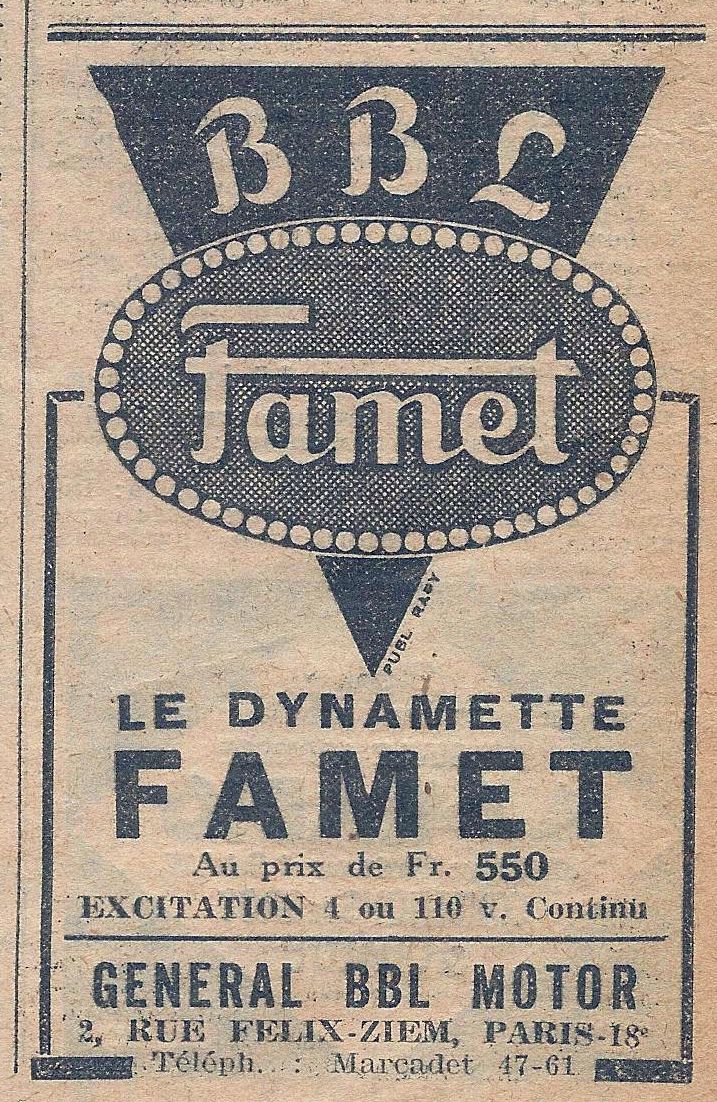 BBL
Famet
PUBL RAPY
LE DYNAMETTE
FAMET
Au prix de Fr. 550
EXCITATION 4 ou 110 v. Continu
GENERAL BBL MOTOR
2, RUE FELIX-ZIEM, PARIS-18e
Téléph. : Marcadet 47-61